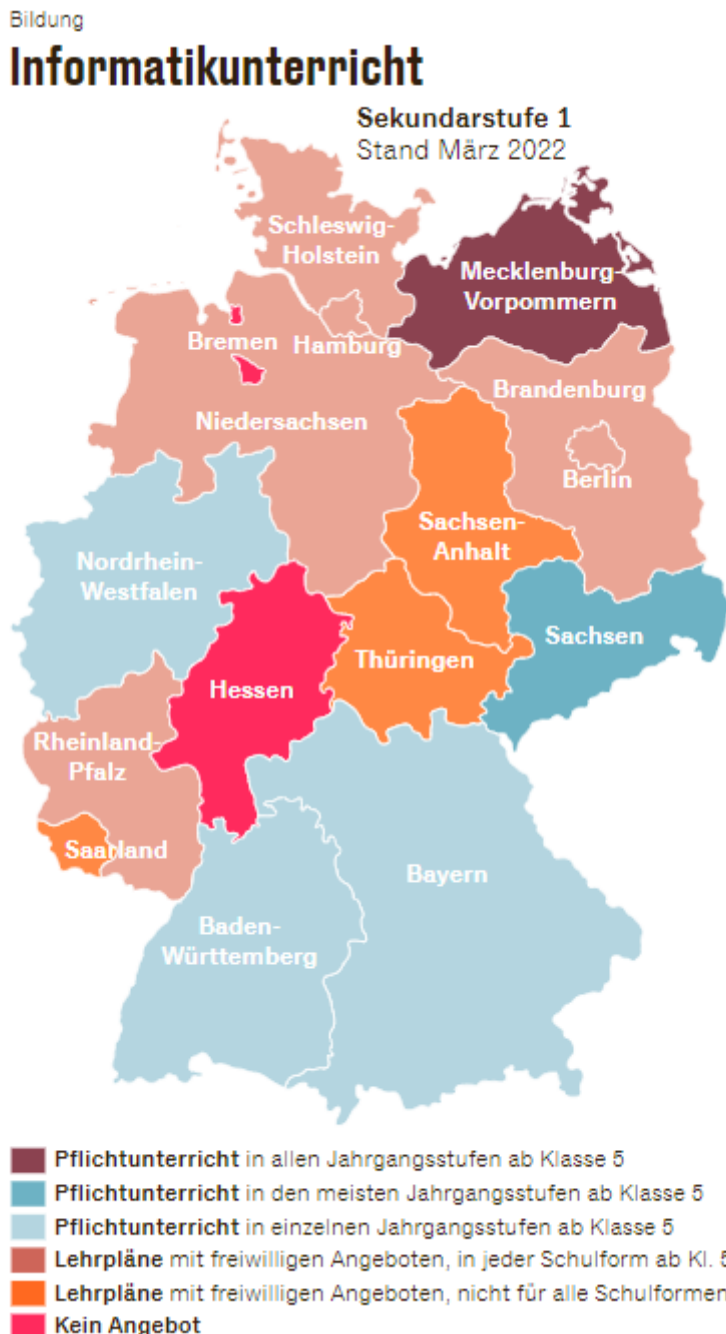 Bildung
Informatikunterricht
Sekundarstufe 1
Stand März 2022
Schleswig-
Holstein
Mecklenburg-
Vorpommern
Bremen
Hamburg
Niedersachsen
Brandenburg
Berlin
Sachsen-
Anhalt
Nordrhein-
Westfalen
Sachsen
Thüringen
Hessen
Rheinland-
Pfalz
Saarland
Bayern
Baden-
Württemberg
Pflichtunterricht in allen Jahrgangsstufen ab Klasse 5
Pflichtunterricht in den meisten Jahrgangsstufen ab Klasse 5
Pflichtunterricht in einzelnen Jahrgangsstufen ab Klasse 5
Lehrpläne mit freiwilligen Angeboten, in jeder Schulform ab Kl. 5
Lehrpläne mit freiwilligen Angeboten, nicht für alle Schulformen
Kein Angebot